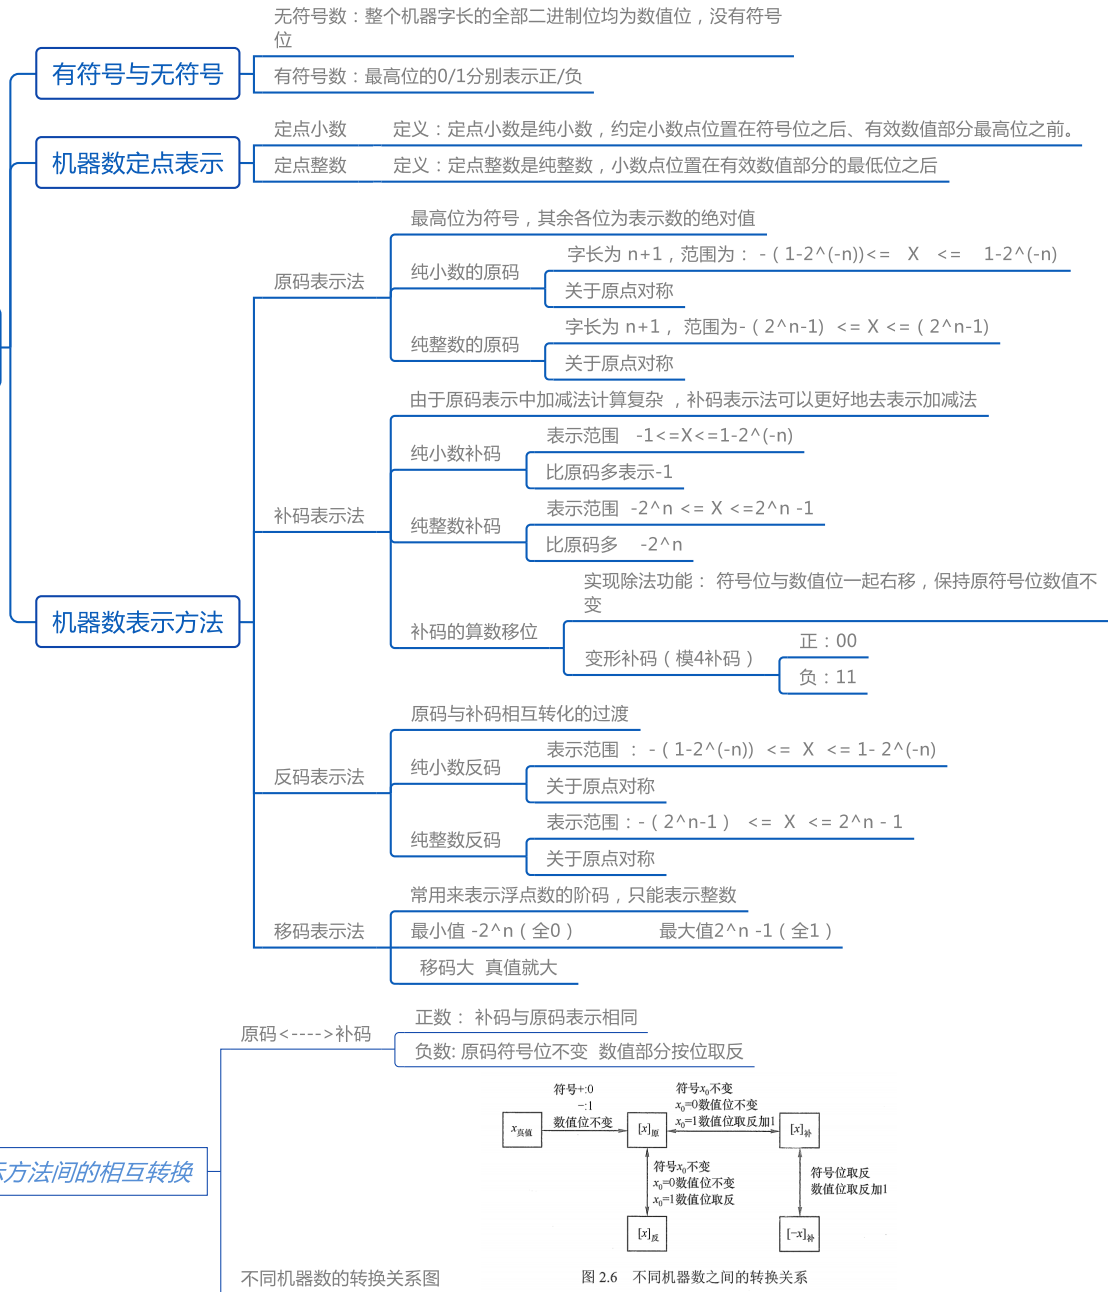 无符号数：整个机器字长的全部二进制位均为数值位，没有符号
位
有符号与无符号
有符号数：最高位的0/1分别表示正/负
定点小数 定义：定点小数是纯小数，约定小数点位置在符号位之后、有效数值部分最高位之前。
机器数定点表示
定点整数 定义：定点整数是纯整数，小数点位置在有效数值部分的最低位之后
最高位为符号，其余各位为表示数的绝对值
字长为 n+1，范围为： -（ 1-2^(-n))<= X <= 1-2^(-n)
纯小数的原码
原码表示法
关于原点对称
字长为 n+1， 范围为-（ 2^n-1) <= X <=（ 2^n-1)
纯整数的原码
关于原点对称
由于原码表示中加减法计算复杂 ，补码表示法可以更好地去表示加减法
表示范围 -1<=X<=1-2^(-n)
纯小数补码
比原码多表示-1
表示范围 -2^n <= X <=2^n -1
补码表示法
纯整数补码
比原码多 -2^n
实现除法功能： 符号位与数值位一起右移，保持原符号位数值不
变
机器数表示方法
补码的算数移位
正：00
变形补码（模4补码）
负：11
原码与补码相互转化的过渡
表示范围 ： -（ 1-2^(-n)) <= X <= 1- 2^(-n)
纯小数反码
反码表示法
关于原点对称
表示范围：-（ 2^n-1 ） <= X <= 2^n - 1
纯整数反码
关于原点对称
常用来表示浮点数的阶码，只能表示整数
移码表示法
最小值 -2^n（全0） 最大值2^n -1（全1）
移码大 真值就大
正数： 补码与原码表示相同
原码<---->补码
负数: 原码符号位不变 数值部分按位取反
符号+:0
−:1
数值位不变
符号x₀不变
x₀=0数值位不变
x₀=1数值位取反加1
x真值
[x]原
[x]补
符号x₀不变
x₀=0数值位不变
x₀=1数值位取反
符号位取反
数值位取反加1
示方法间的相互转换
[x]反
[−x]补
不同机器数的转换关系图
图 2.6 不同机器数之间的转换关系